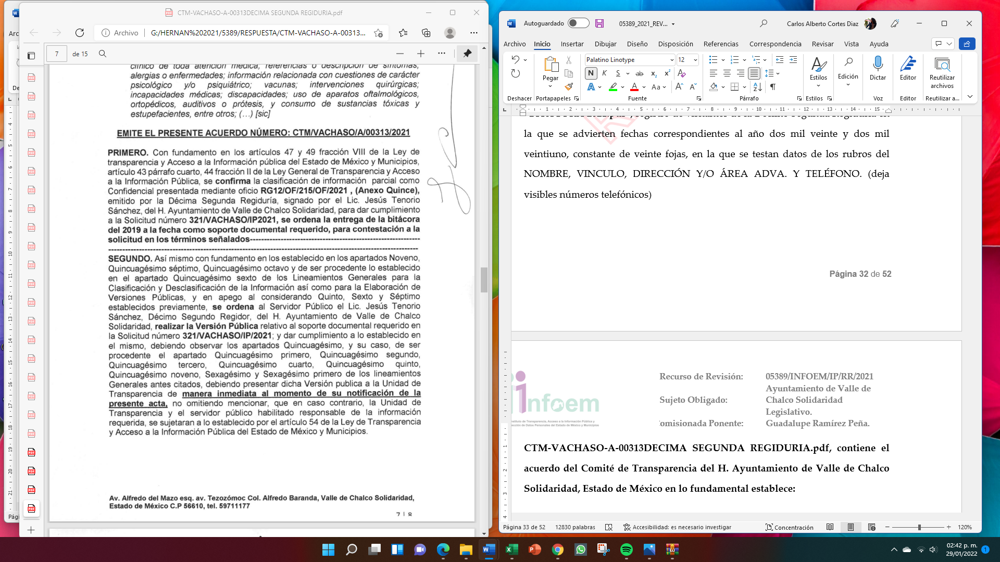 CTM-VACHASO-A-00313DECIMA SEGUNDA REGIDURIA.pdf
Archivo
G:/HERNAN%202021/5389/RESPUESTA/CTM-VACHASO-A-00313...
7 de 15
clínico de toda atención médica, referencias o descripción de síntomas,
alergias o enfermedades; información relacionada con cuestiones de carácter
psicológico y/o psiquiátrico; vacunas; intervenciones quirúrgicas;
incapacidades médicas; discapacidades; uso de aparatos oftalmológicos,
ortopédicos, auditivos o prótesis, y consumo de sustancias tóxicas y
estupefacientes, entre otros; (…) [sic]
EMITE EL PRESENTE ACUERDO NÚMERO: CTM/VACHASO/A/00313/2021
PRIMERO. Con fundamento en los artículos 47 y 49 fracción VIII de la Ley de
transparencia y Acceso a la Información pública del Estado de México y Municipios,
artículo 43 párrafo cuarto, 44 fracción II de la Ley General de Transparencia y Acceso
a la Información Pública, se confirma la clasificación de información parcial como
Confidencial presentada mediante oficio RG12/OF/215/OF/2021 , (Anexo Quince),
emitido por la Décima Segunda Regiduría, signado por el Lic. Jesús Tenorio
Sánchez, del H. Ayuntamiento de Valle de Chalco Solidaridad, para dar cumplimiento
a la Solicitud número 321/VACHASO/IP2021, se ordena la entrega de la bitácora
del 2019 a la fecha como soporte documental requerido, para contestación a la
solicitud en los términos señalados------------------------------------------------------------
SEGUNDO. Así mismo con fundamento en los establecido en los apartados Noveno,
Quincuagésimo séptimo, Quincuagésimo octavo y de ser procedente lo establecido
en el apartado Quincuagésimo sexto de los Lineamientos Generales para la
Clasificación y Desclasificación de la Información así como para la Elaboración de
Versiones Públicas, y en apego al considerando Quinto, Sexto y Séptimo
establecidos previamente, se ordena al Servidor Público el Lic. Jesús Tenorio
Sánchez, Décimo Segundo Regidor, del H. Ayuntamiento de Valle de Chalco
Solidaridad, realizar la Versión Pública relativo al soporte documental requerido en
la Solicitud número 321/VACHASO/IP/2021; y dar cumplimiento a lo establecido en
el mismo, debiendo observar los apartados Quincuagésimo, y su caso, de ser
procedente el apartado Quincuagésimo primero, Quincuagésimo segundo,
Quincuagésimo tercero, Quincuagésimo cuarto, Quincuagésimo quinto,
Quincuagésimo noveno, Sexagésimo y Sexagésimo primero de los lineamientos
Generales antes citados, debiendo presentar dicha Versión publica a la Unidad de
Transparencia de manera inmediata al momento de su notificación de la
presente acta, no omitiendo mencionar, que en caso contrario, la Unidad de
Transparencia y el servidor público habilitado responsable de la información
requerida, se sujetaran a lo establecido por el artículo 54 de la Ley de Transparencia
y Acceso a la Información Pública del Estado de México y Municipios.
Av. Alfredo del Mazo esq. av. Tezozómoc Col. Alfredo Baranda, Valle de Chalco Solidaridad,
Estado de México C.P 56610, tel. 59711177
7 | 8
Autoguardado
05389_2021_REV...
Carlos Alberto Cortes Diaz
Archivo Inicio Insertar Dibujar Diseño Disposición Referencias Correspondencia Revisar Vista Ayuda
Palatino Linotype 12
Pegar
N K S ab x₂ x²
Estilos Edición Dictar Editor Reutilizar archivos
Deshacer Portapapeles Fuente Párrafo Estilos Voz Editor Reutilizar a...
la que se advierten fechas correspondientes al año dos mil veinte y dos mil
veintiuno, constante de veinte fojas, en la que se testan datos de los rubros del
NOMBRE, VINCULO, DIRECCIÓN Y/O ÁREA ADVA. Y TELÉFONO. (deja
visibles números telefónicos)
Página 32 de 52
infoem
Recurso de Revisión: 05389/INFOEM/IP/RR/2021
Sujeto Obligado: Ayuntamiento de Valle de
Chalco Solidaridad
Legislativo.
omisionada Ponente: Guadalupe Ramírez Peña.
CTM-VACHASO-A-00313DECIMA SEGUNDA REGIDURIA.pdf, contiene el
acuerdo del Comité de Transparencia del H. Ayuntamiento de Valle de Chalco
Solidaridad, Estado de México en lo fundamental establece:
Página 33 de 52 12830 palabras Accesibilidad: es necesario investigar Concentración 120%
02:42 p. m.
29/01/2022
1